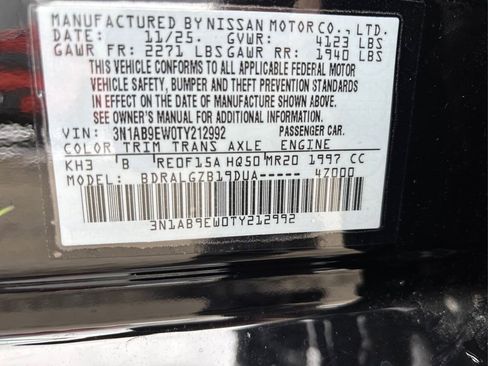 MANUFACTURED BY NISSAN MOTOR CO., LTD.
DATE: 11/25. GVWR: 4123 LBS
GAWR FR: 2271 LBS GAWR RR: 1940 LBS
THIS VEHICLE CONFORMS TO ALL APPLICABLE FEDERAL MOTOR
VEHICLE SAFETY, BUMPER AND THEFT PREVENTION STANDARDS
IN EFFECT ON THE DATE OF MANUFACTURE SHOWN ABOVE.
SEE OWNER'S MANUAL FOR ADDITIONAL INFORMATION.
VIN: 3N1AB9EW0TY212992 PASSENGER CAR.
COLOR TRIM TRANS AXLE ENGINE
KH3 B RE0F15A HQ50 MR20 1997 CC
MODEL: BDRALGZB19DUA----- 4Z000
3N1AB9EW0TY212992